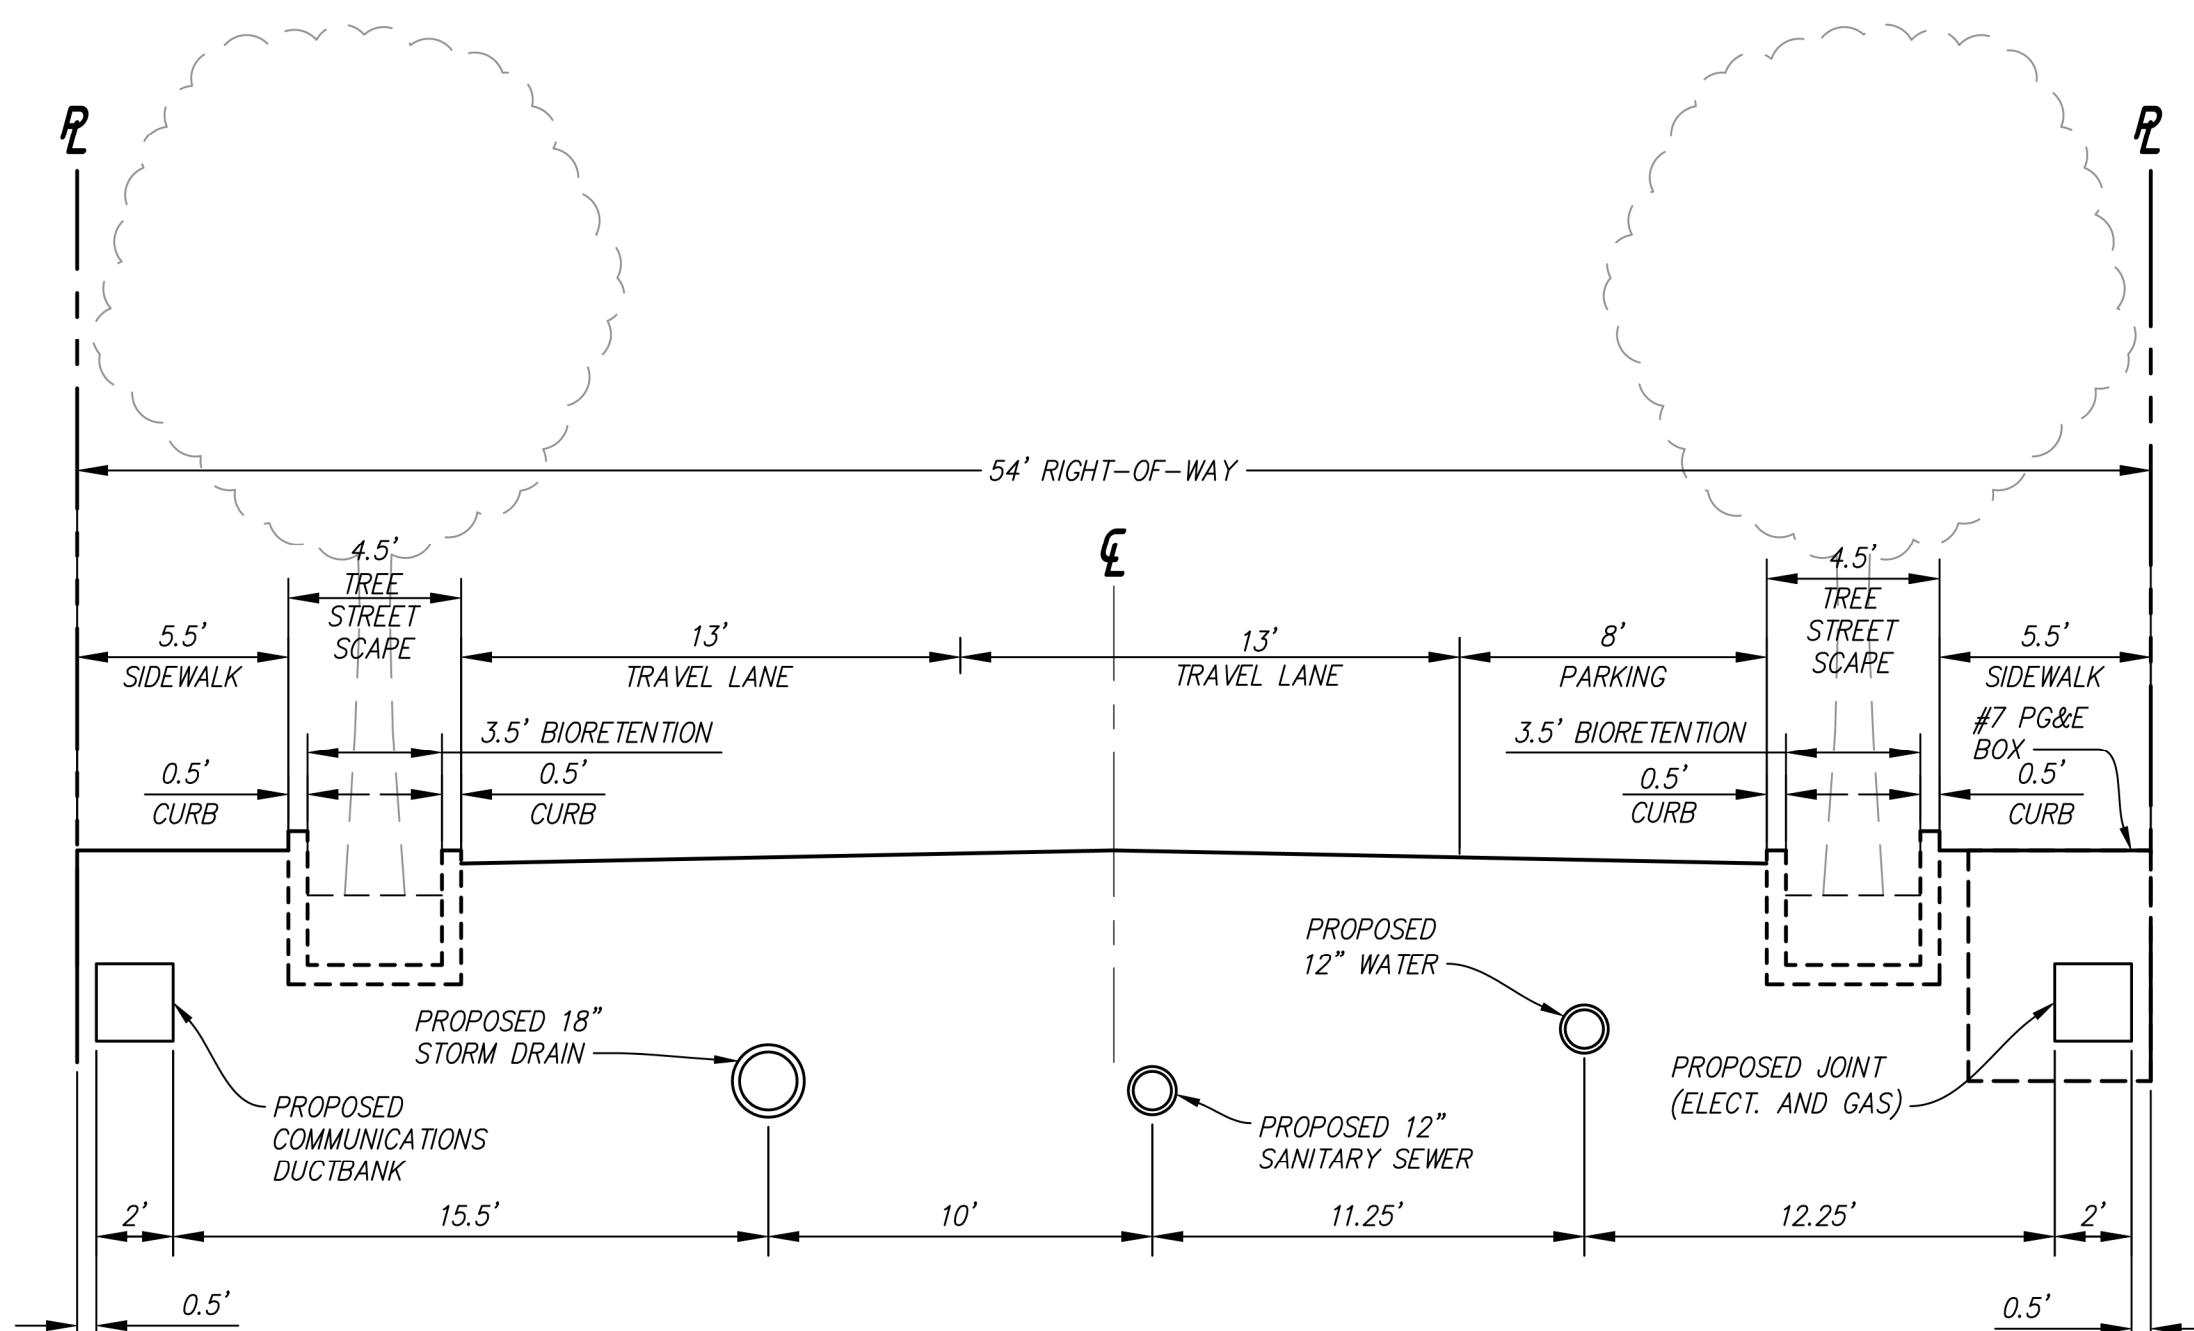 PL
PL
54' RIGHT-OF-WAY
CL
4.5'
TREE
STREET
SCAPE
4.5'
TREE
STREET
SCAPE
5.5'
SIDEWALK
13'
TRAVEL LANE
13'
TRAVEL LANE
8'
PARKING
5.5'
SIDEWALK
3.5' BIORETENTION
3.5' BIORETENTION
#7 PG&E
BOX
0.5'
CURB
0.5'
CURB
0.5'
CURB
0.5'
CURB
PROPOSED
12" WATER
PROPOSED 18"
STORM DRAIN
PROPOSED
COMMUNICATIONS
DUCTBANK
PROPOSED 12"
SANITARY SEWER
PROPOSED JOINT
(ELECT. AND GAS)
2'
15.5'
10'
11.25'
12.25'
2'
0.5'
0.5'